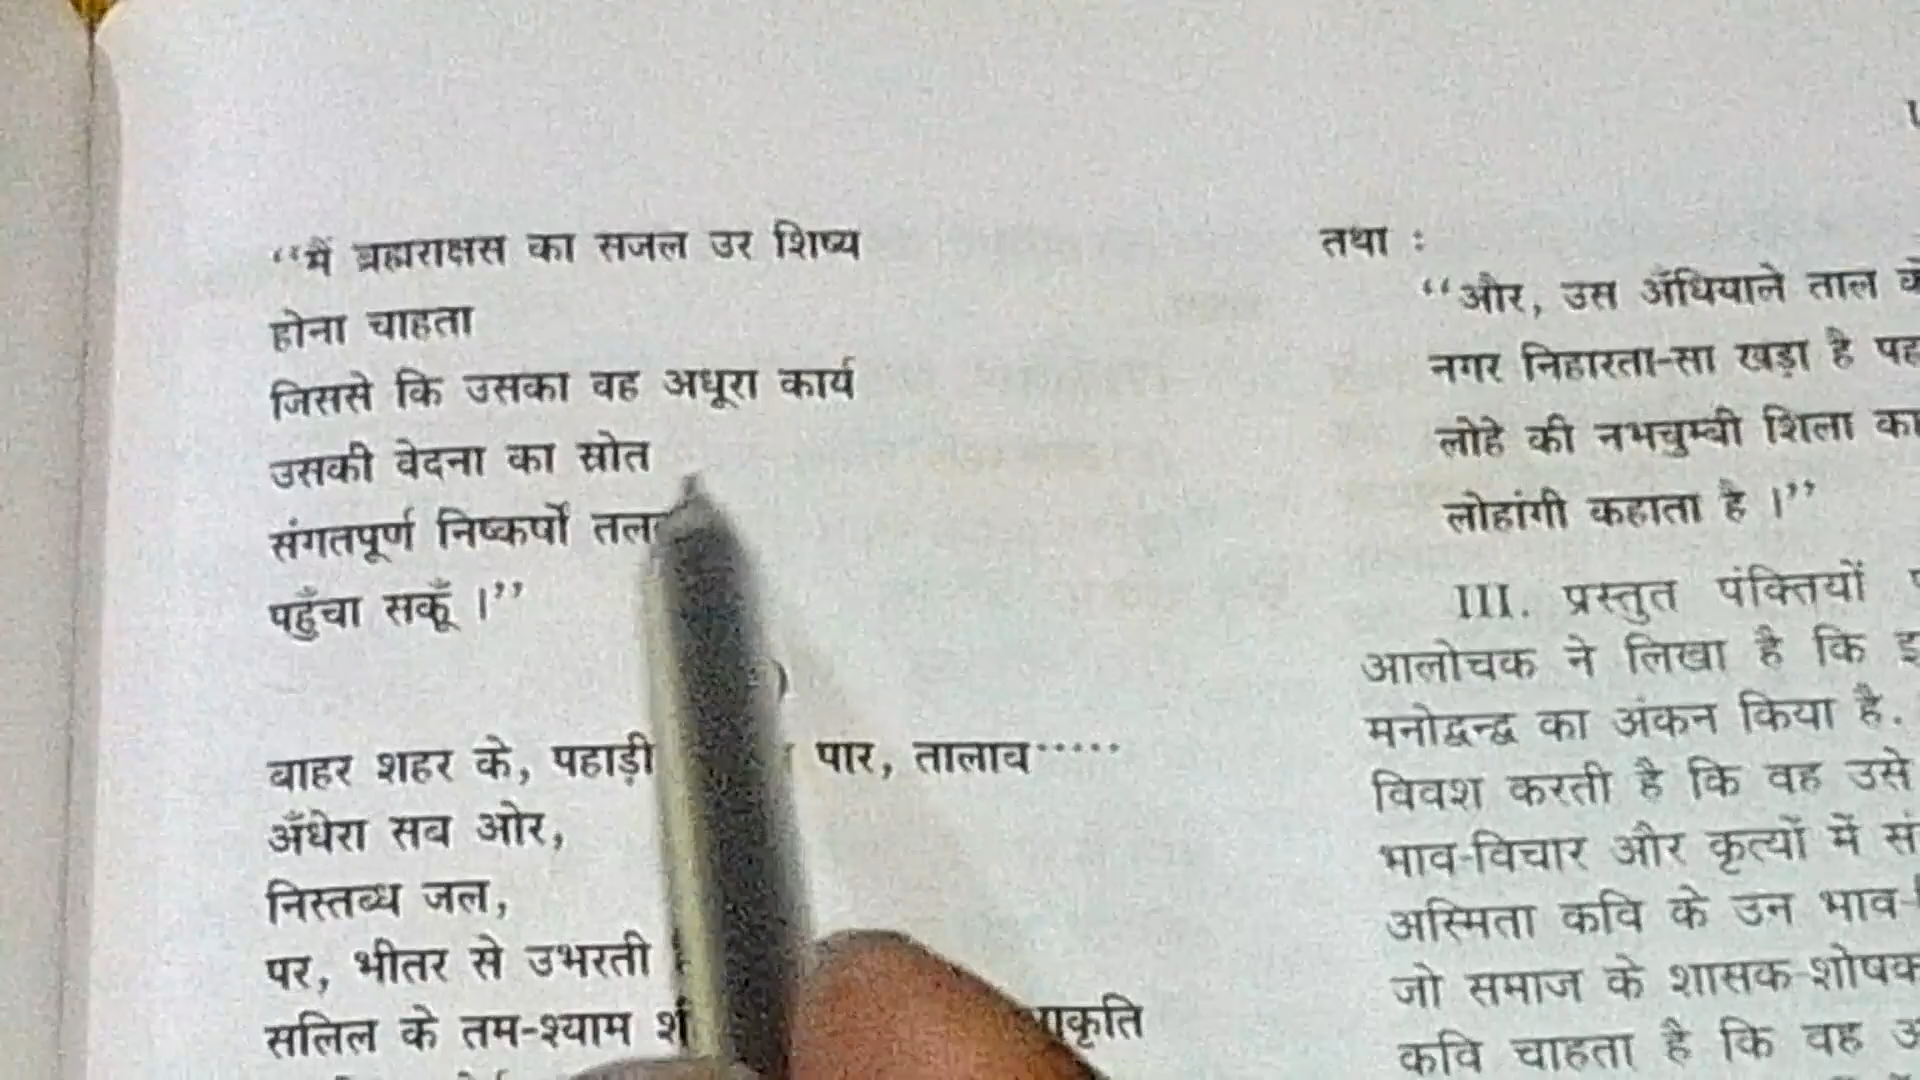 “मैं ब्रह्मराक्षस का सजल उर शिष्य
होना चाहता
जिससे कि उसका वह अधूरा कार्य
उसकी वेदना का स्रोत
संगतपूर्ण निष्कर्षों
पहुँचा सकूँ ।”
बाहर शहर के, पहाड़ी पार, तालाब·····
अँधेरा सब ओर,
निस्तब्ध जल,
पर, भीतर से उभरती
सलिल के तम-श्याम
तथा :
“और, उस अँधियाले ताल
नगर निहारता-सा खड़ा है
लोहे की नभचुम्बी शिला का
लोहांगी कहाता है ।”
III. प्रस्तुत पंक्तियों
आलोचक ने लिखा है कि
मनोद्वन्द्व का अंकन किया है.
विवश करती है कि वह उसे
भाव-विचार और कृत्यों में
अस्मिता कवि के उन भाव-
जो समाज के शासक-शोषक
कवि चाहता है कि वह